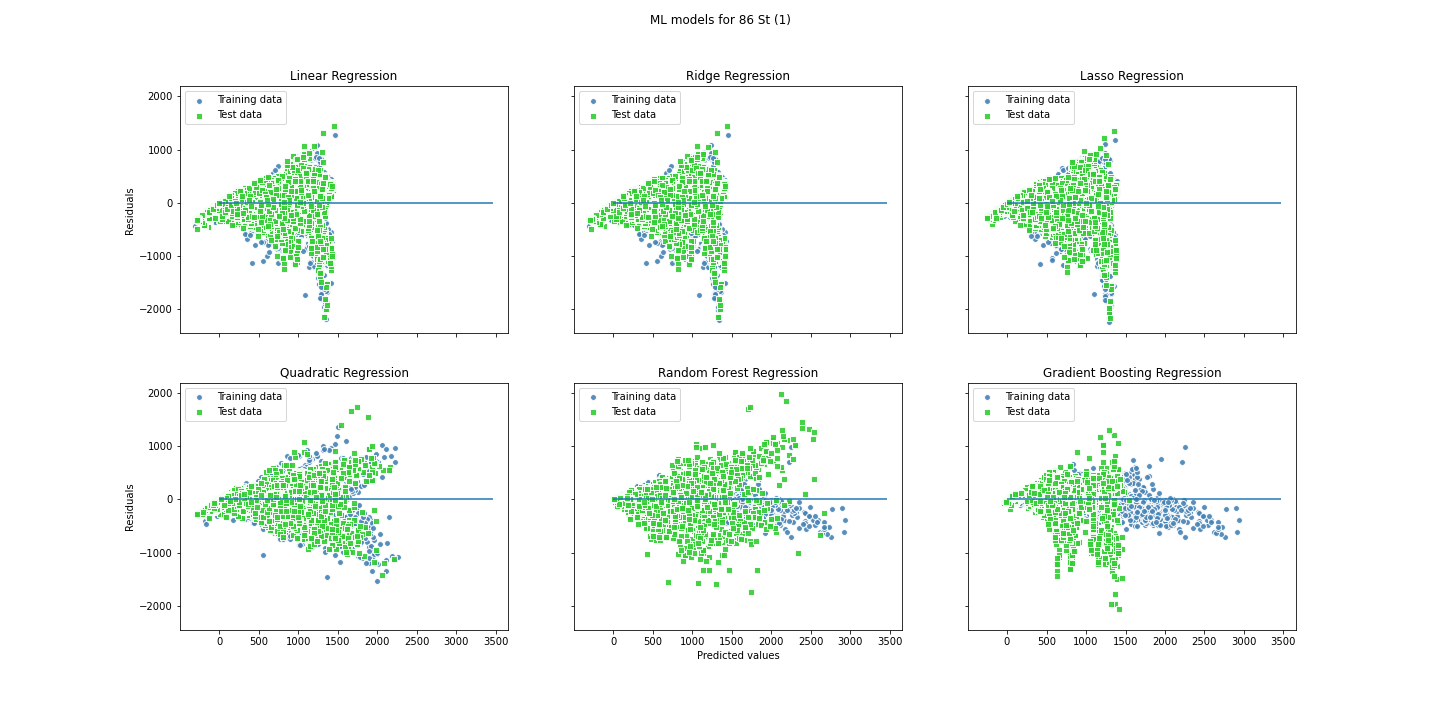 ML models for 86 St (1)
Linear Regression
Training data
Test data
2000
1000
0
−1000
−2000
Residuals
Ridge Regression
Training data
Test data
Lasso Regression
Training data
Test data
Quadratic Regression
Training data
Test data
2000
1000
0
−1000
−2000
Residuals
0 500 1000 1500 2000 2500 3000 3500
Random Forest Regression
Training data
Test data
0 500 1000 1500 2000 2500 3000 3500
Predicted values
Gradient Boosting Regression
Training data
Test data
0 500 1000 1500 2000 2500 3000 3500